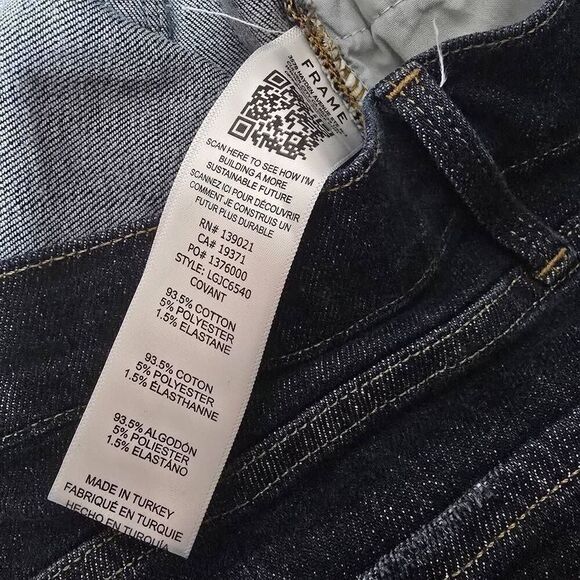 FRAME
SCAN HERE TO SEE HOW I'M
BUILDING A MORE
SUSTAINABLE FUTURE
SCANNEZ ICI POUR DÉCOUVRIR
COMMENT JE CONSTRUIS UN
FUTUR PLUS DURABLE
RN# 139021
CA# 19371
PO# 1376000
STYLE: LGJC6540
COVANT
93.5% COTTON
5% POLYESTER
1.5% ELASTANE
93.5% COTON
5% POLYESTER
1.5% ÉLASTHANNE
93.5% ALGODÓN
5% POLIESTER
1.5% ELASTANO
MADE IN TURKEY
FABRIQUÉ EN TURQUIE
HECHO EN TURQUÍA